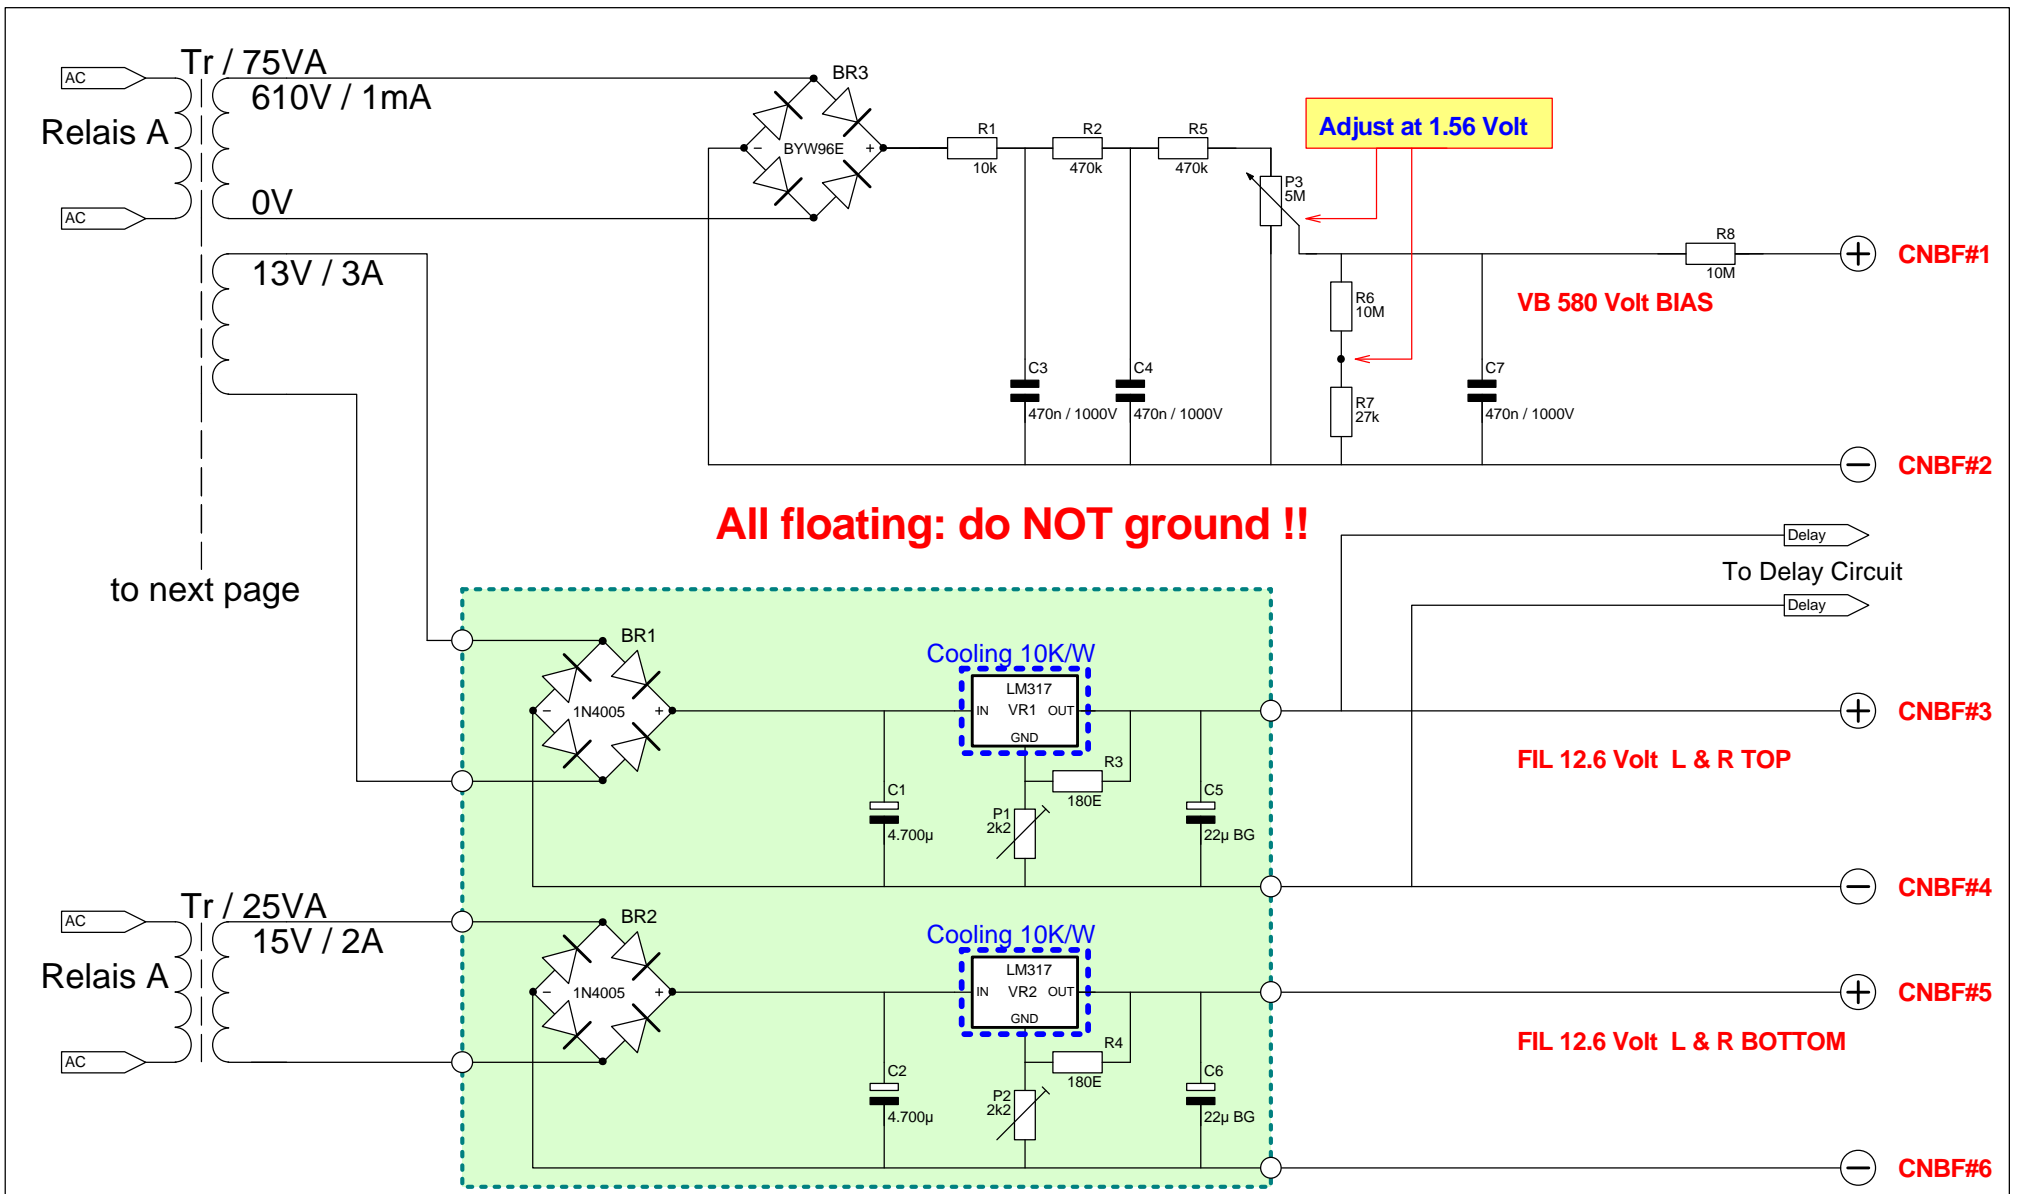 Tr / 75VA
AC
610V / 1mA
Relais A
0V
AC
BR3
BYW96E
-
+
R1
10k
R2
470k
R5
470k
Adjust at 1.56 Volt
P3
5M
R8
10M
+
CNBF#1
13V / 3A
R6
10M
VB 580 Volt BIAS
C3
470n / 1000V
C4
470n / 1000V
R7
27k
C7
470n / 1000V
−
CNBF#2
All floating: do NOT ground !!
Delay
To Delay Circuit
Delay
to next page
BR1
1N4005
-
+
Cooling 10K/W
LM317
IN
VR1
OUT
GND
R3
180E
P1
2k2
C1
4.700µ
C5
22µ BG
+
CNBF#3
FIL 12.6 Volt L & R TOP
−
CNBF#4
Tr / 25VA
AC
15V / 2A
Relais A
AC
BR2
1N4005
-
+
Cooling 10K/W
LM317
IN
VR2
OUT
GND
R4
180E
P2
2k2
C2
4.700µ
C6
22µ BG
+
CNBF#5
FIL 12.6 Volt L & R BOTTOM
−
CNBF#6